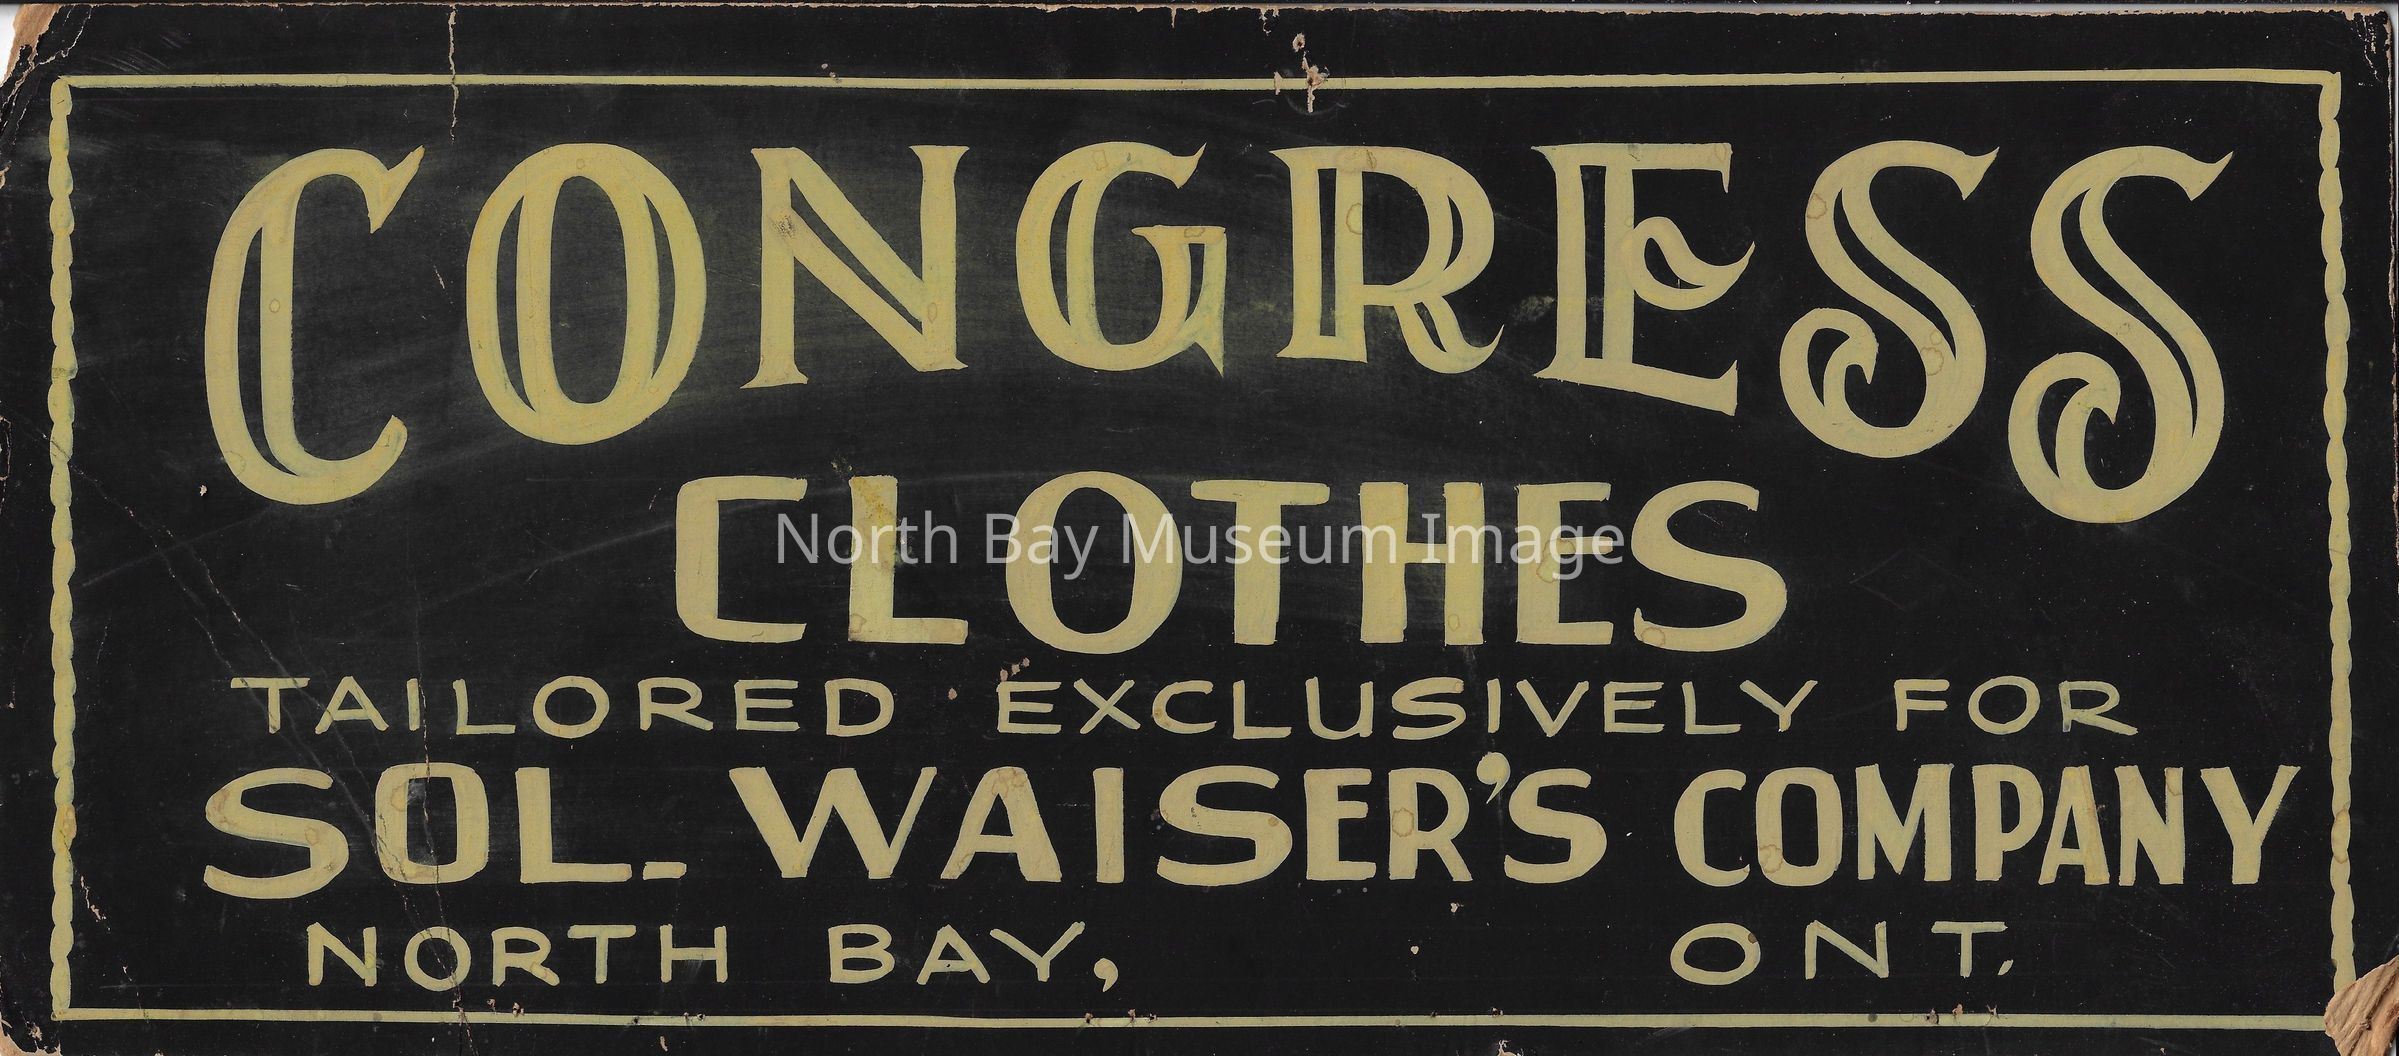 CONGRESS
CLOTHES
North Bay Museum Image
TAILORED EXCLUSIVELY FOR
SOL. WAISER'S COMPANY
NORTH BAY, ONT.